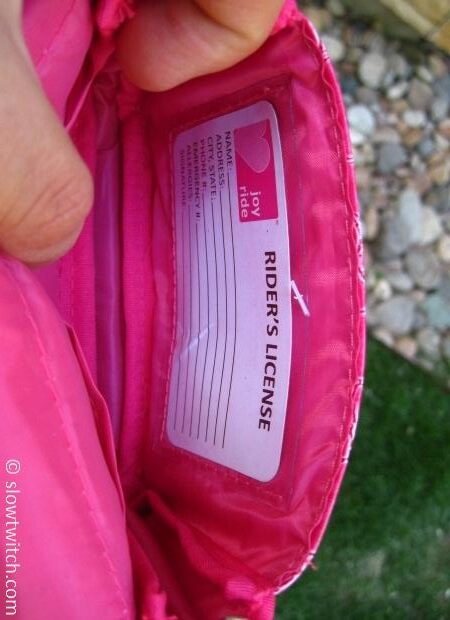 joy
ride
RIDER'S LICENSE
NAME:
ADDRESS:
CITY, STATE:
PHONE #:
EMERGENCY #:
ALLERGIES:
SIGNATURE
© slowtwitch.com